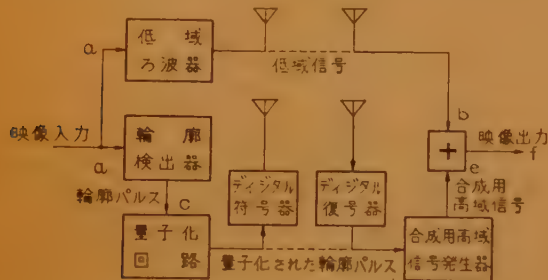 a
低域
ろ波器
低域信号
映像入力
a
輪廓
検出器
b
+
映像出力
f
e
合成用
高域信号
輪廓パルス
c
ディジタル
符号器
ディジタル
復号器
量子化
回路
量子化された輪廓パルス
合成用高域
信号発生器